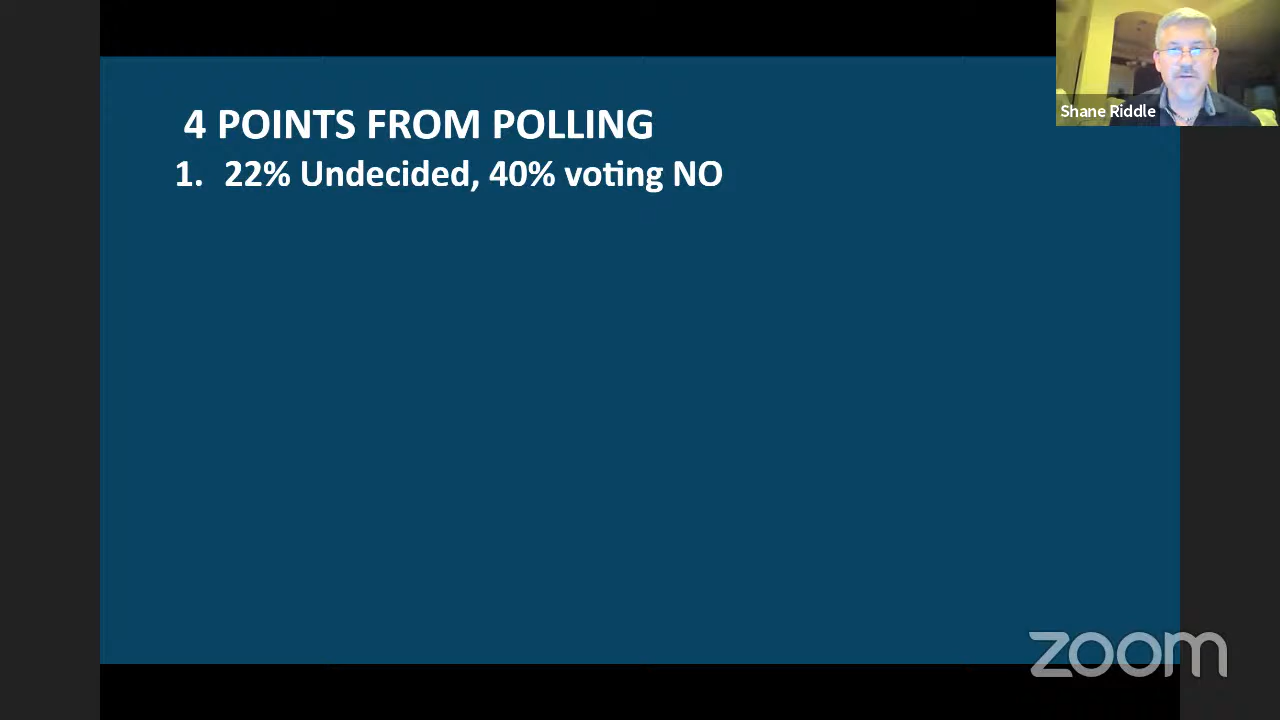 4 POINTS FROM POLLING
1. 22% Undecided, 40% voting NO
Shane Riddle
zoom